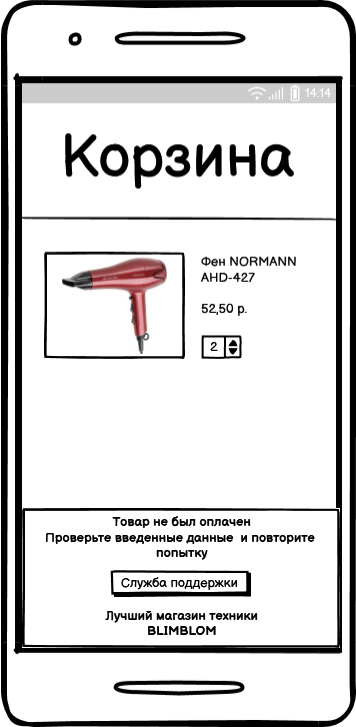 14:14
Корзина
Фен NORMANN
AHD-427
52,50 р.
2
Товар не был оплачен
Проверьте введенные данные и повторите
попытку
Служба поддержки
Лучший магазин техники
BLIMBLOM